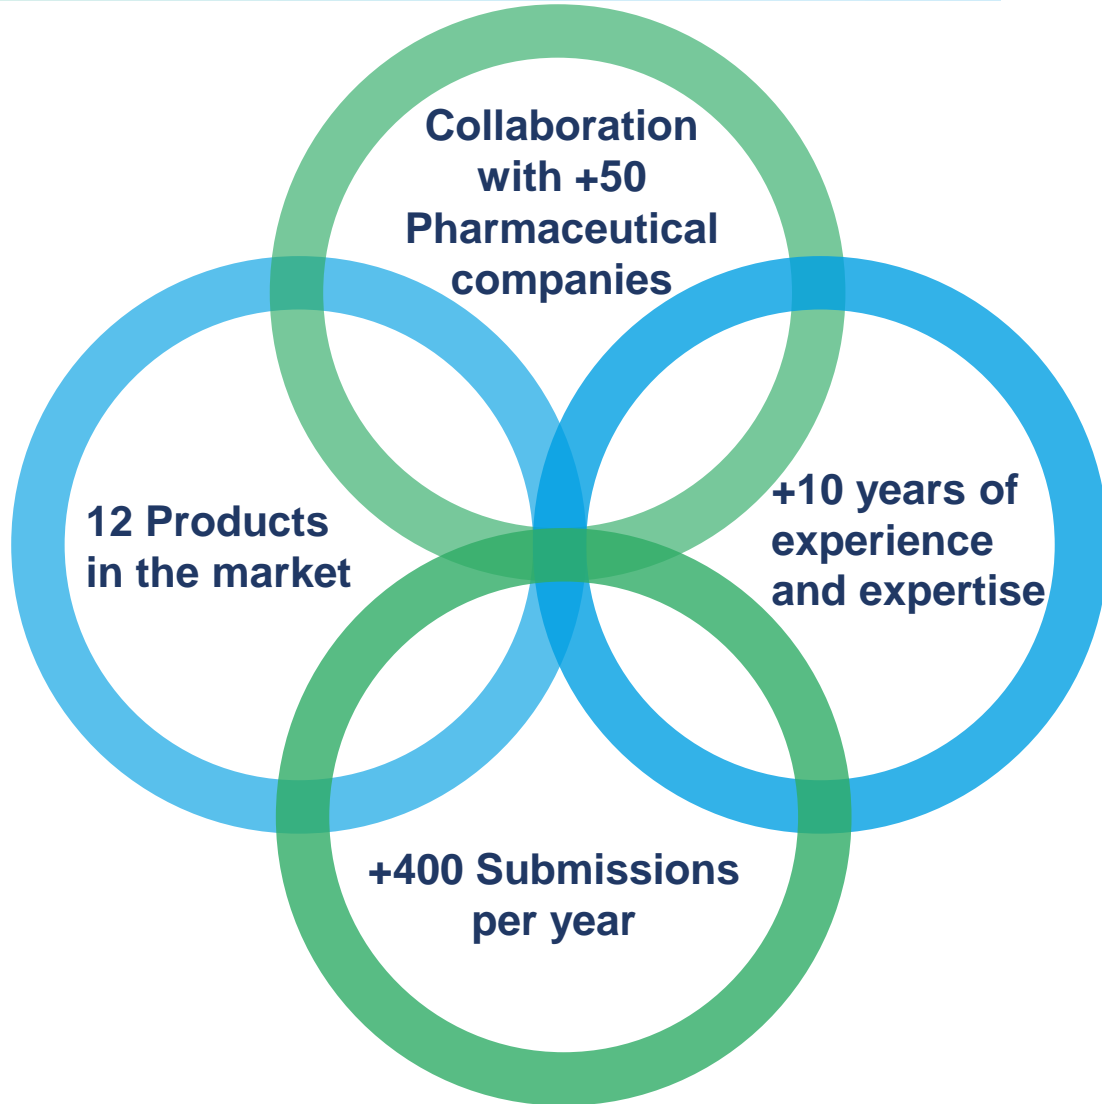 Collaboration
with +50
Pharmaceutical
companies
12 Products
in the market
+10 years of
experience
and expertise
+400 Submissions
per year